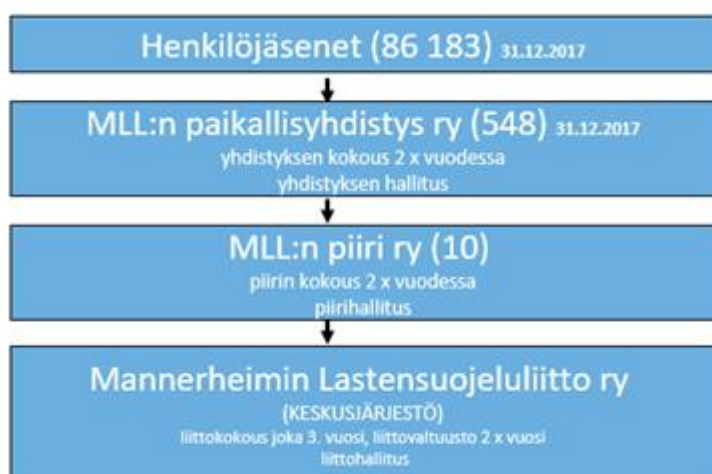 Henkilöjäsenet (86 183) 31.12.2017
MLL:n paikallisyhdistys ry (548) 31.12.2017
yhdistyksen kokous 2 x vuodessa
yhdistyksen hallitus
MLL:n piiri ry (10)
piirin kokous 2 x vuodessa
piirihallitus
Mannerheimin Lastensuojeluliitto ry
(KESKUSJÄRJESTÖ)
liittokokous joka 3. vuosi, liittovaltuusto 2 x vuosi
liittohallitus